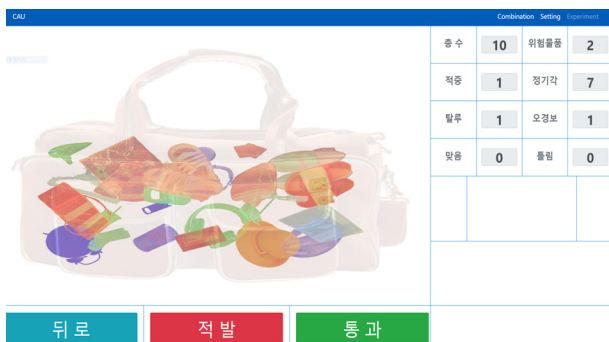 CAU
Combination Setting Experiment
총 수 10 위험물품 2
적중 1 정기각 7
탈루 1 오경보 1
맞음 0 틀림 0
뒤로 적발 통과